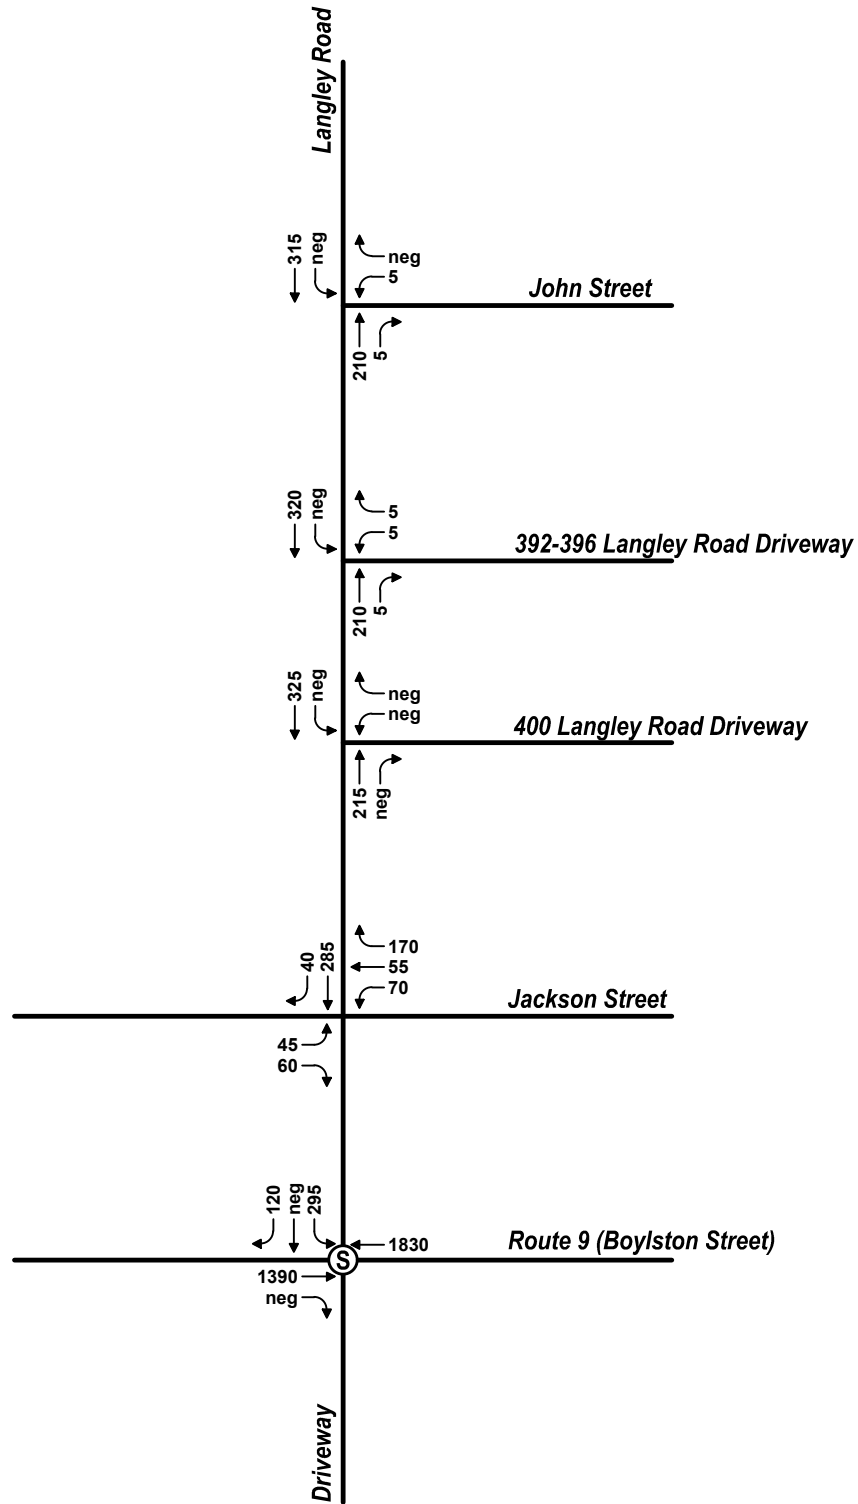 Langley Road
315
neg
neg
5
John Street
210
5
320
neg
5
5
392-396 Langley Road Driveway
210
5
325
neg
neg
neg
400 Langley Road Driveway
215
neg
40
285
170
55
70
Jackson Street
45
60
120
neg
295
1830
Route 9 (Boylston Street)
S
1390
neg
Driveway